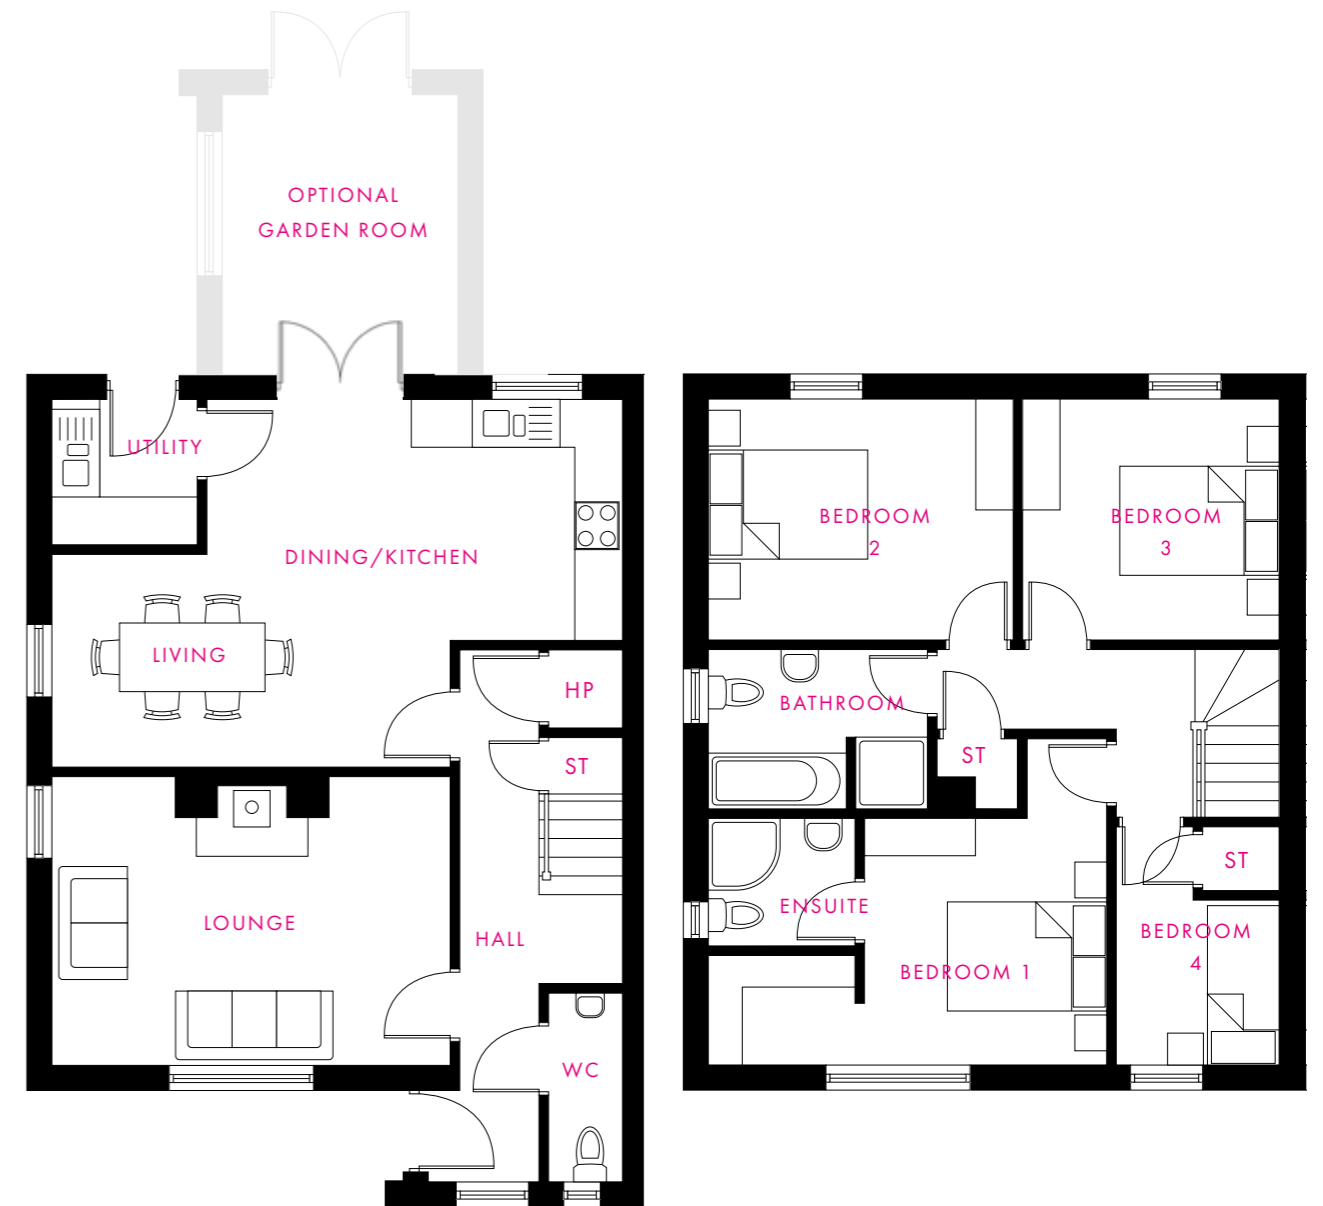 OPTIONAL
GARDEN ROOM
UTILITY
DINING/KITCHEN
LIVING
HP
ST
LOUNGE
HALL
WC
BEDROOM
2
BEDROOM
3
BATHROOM
ST
ST
ENSUITE
BEDROOM 1
BEDROOM
4